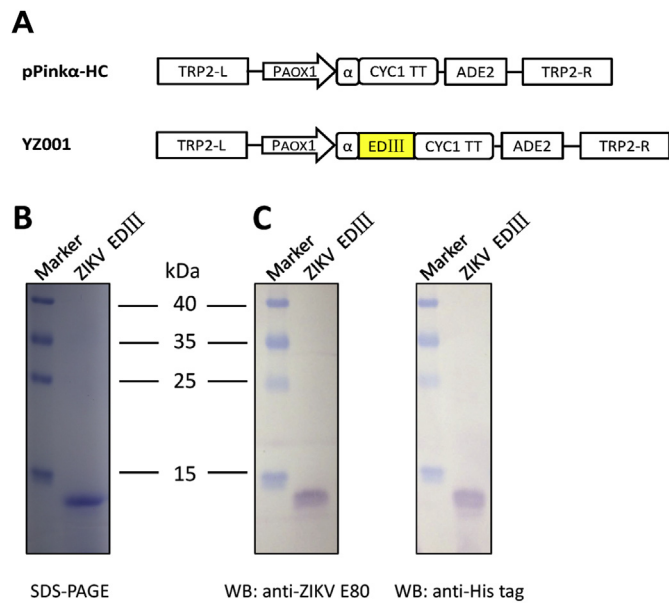 A
pPinkα-HC
TRP2-L PAOX1 α CYC1 TT ADE2 TRP2-R
YZ001
TRP2-L PAOX1 α EDIII CYC1 TT ADE2 TRP2-R
B
C
Marker ZIKV EDIII
kDa
Marker ZIKV EDIII
Marker ZIKV EDIII
40
35
25
15
SDS-PAGE
WB: anti-ZIKV E80
WB: anti-His tag